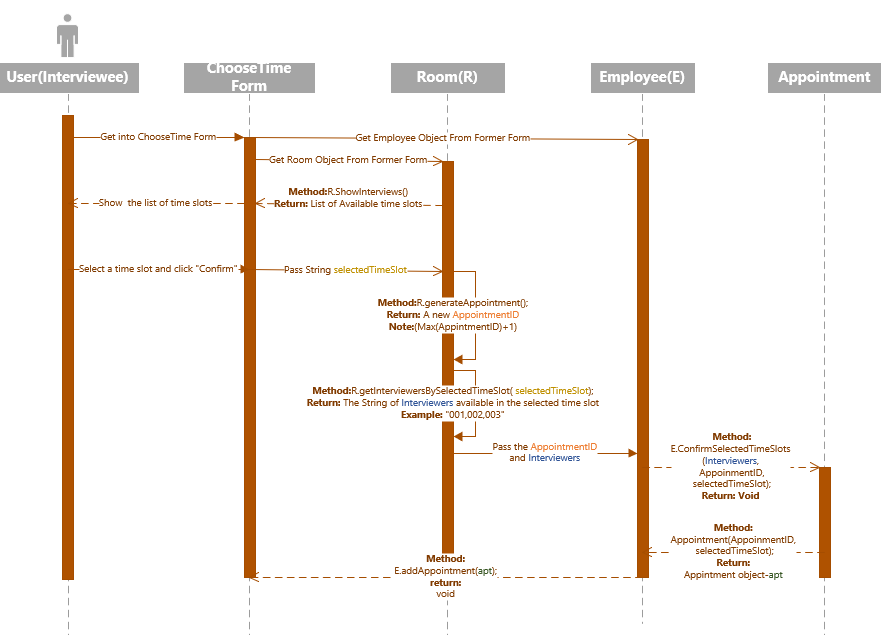 User(Interviewee)
ChooseTime
Form
Room(R)
Employee(E)
Appointment
Get into ChooseTime Form
Get Employee Object From Former Form
Get Room Object From Former Form
Method:R.ShowInterviews()
Return: List of Available time slots
Show the list of time slots
Select a time slot and click "Confirm"
Pass String selectedTimeSlot
Method:R.generateAppointment();
Return: A new AppointmentID
Note:(Max(AppintmentID)+1)
Method:R.getInterviewersBySelectedTimeSlot( selectedTimeSlot);
Return: The String of Interviewers available in the selected time slot
Example: "001,002,003"
Pass the AppointmentID
and Interviewers
Method:
E.ConfirmSelectedTimeSlots
(Interviewers,
AppoinmentID,
selectedTimeSlot);
Return: Void
Method:
Appointment(AppoinmentID,
selectedTimeSlot);
Return:
Appintment object-apt
Method:
E.addAppointment(apt);
return:
void